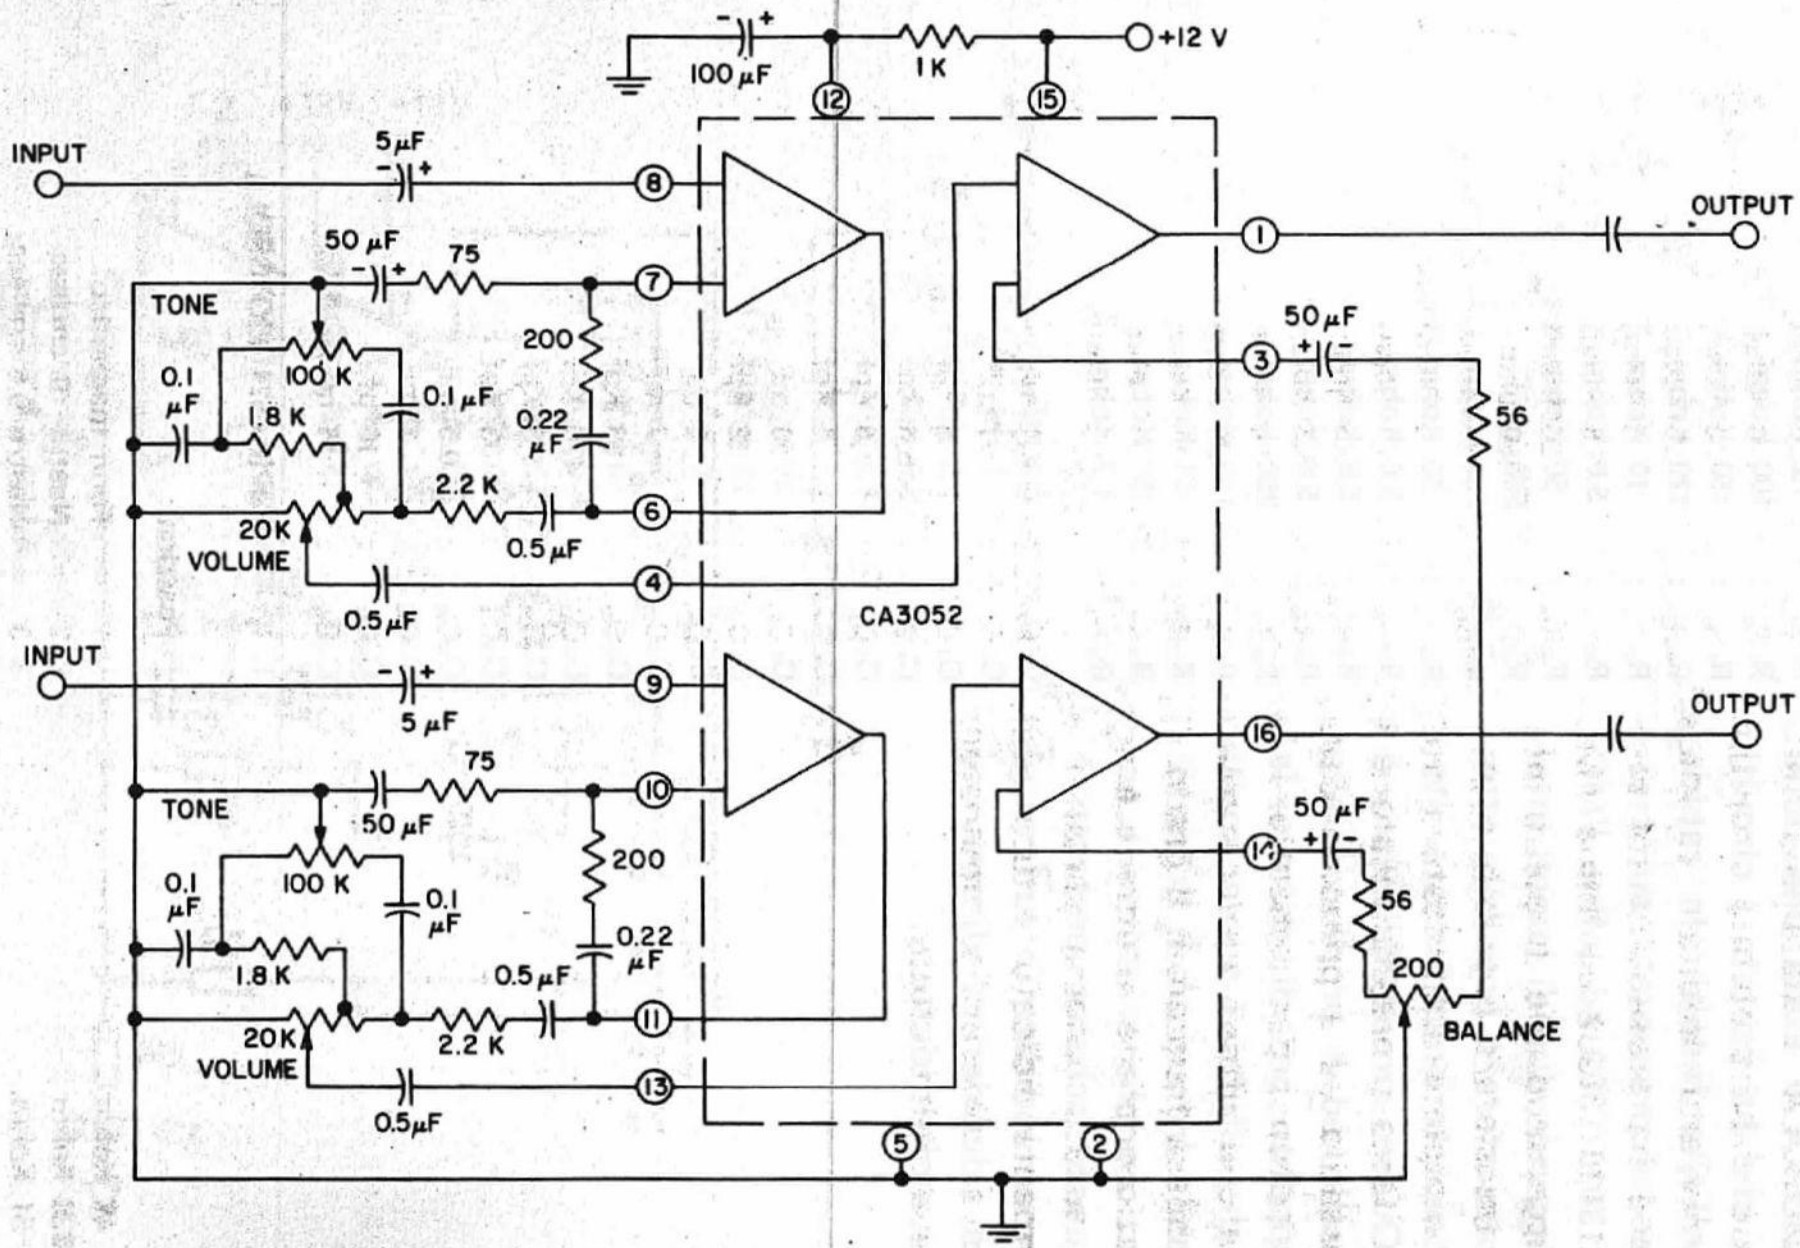 - +
100 μF
1 K
+12 V
12
15
INPUT
5 μF
- +
8
OUTPUT
1
50 μF
- +
75
7
TONE
100 K
0.1
μF
1.8 K
0.1 μF
200
0.22
μF
50 μF
+ -
3
56
2.2 K
20 K
VOLUME
0.5 μF
6
0.5 μF
4
CA3052
INPUT
- +
5 μF
9
OUTPUT
16
75
10
TONE
50 μF
100 K
0.1
μF
1.8 K
0.1
μF
200
0.22
μF
50 μF
+ -
14
56
200
BALANCE
0.5 μF
20 K
VOLUME
2.2 K
11
0.5 μF
13
5
2